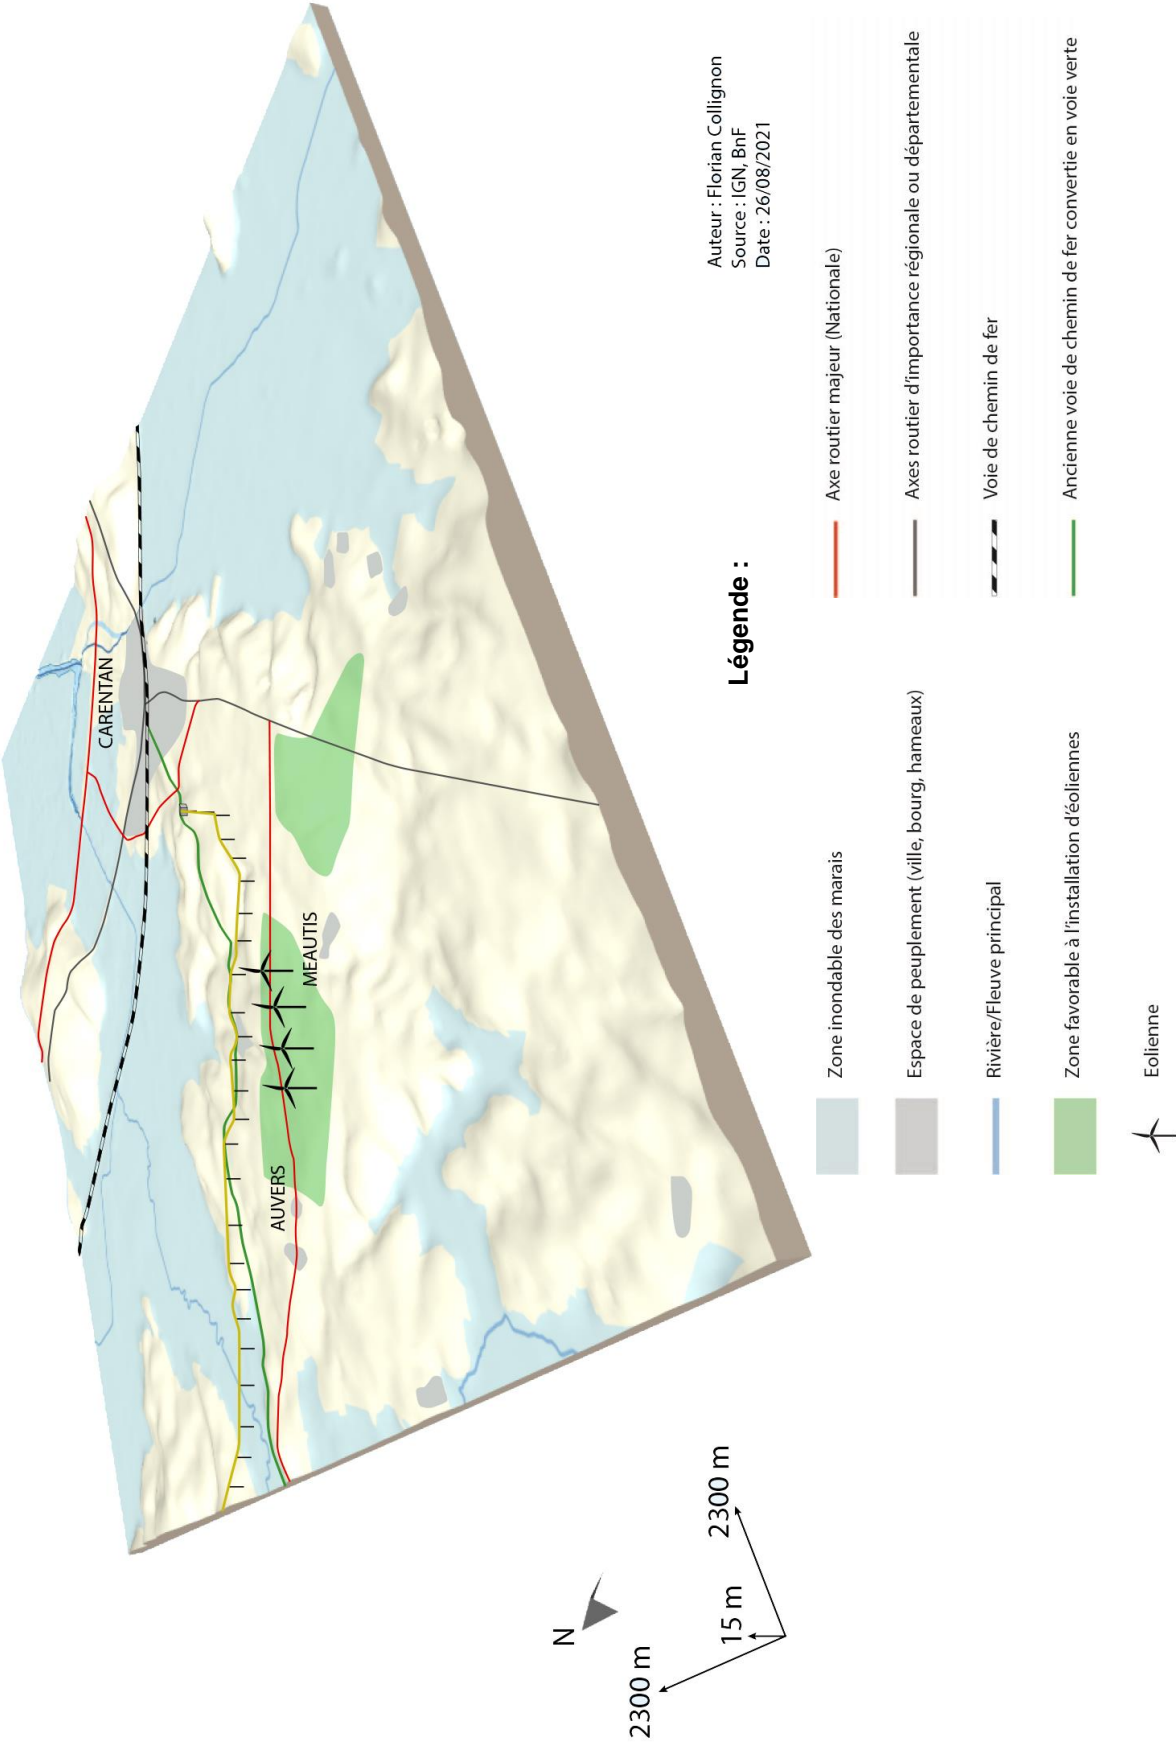 CARENTAN
MEAUTIS
AUVERS
N
2300 m
15 m
2300 m
Auteur : Florian Collignon
Source : IGN, BnF
Date : 26/08/2021
Légende :
Zone inondable des marais
Espace de peuplement (ville, bourg, hameaux)
Rivière/Fleuve principal
Zone favorable à l'installation d'éoliennes
Eolienne
Axe routier majeur (Nationale)
Axes routier d'importance régionale ou départementale
Voie de chemin de fer
Ancienne voie de chemin de fer convertie en voie verte